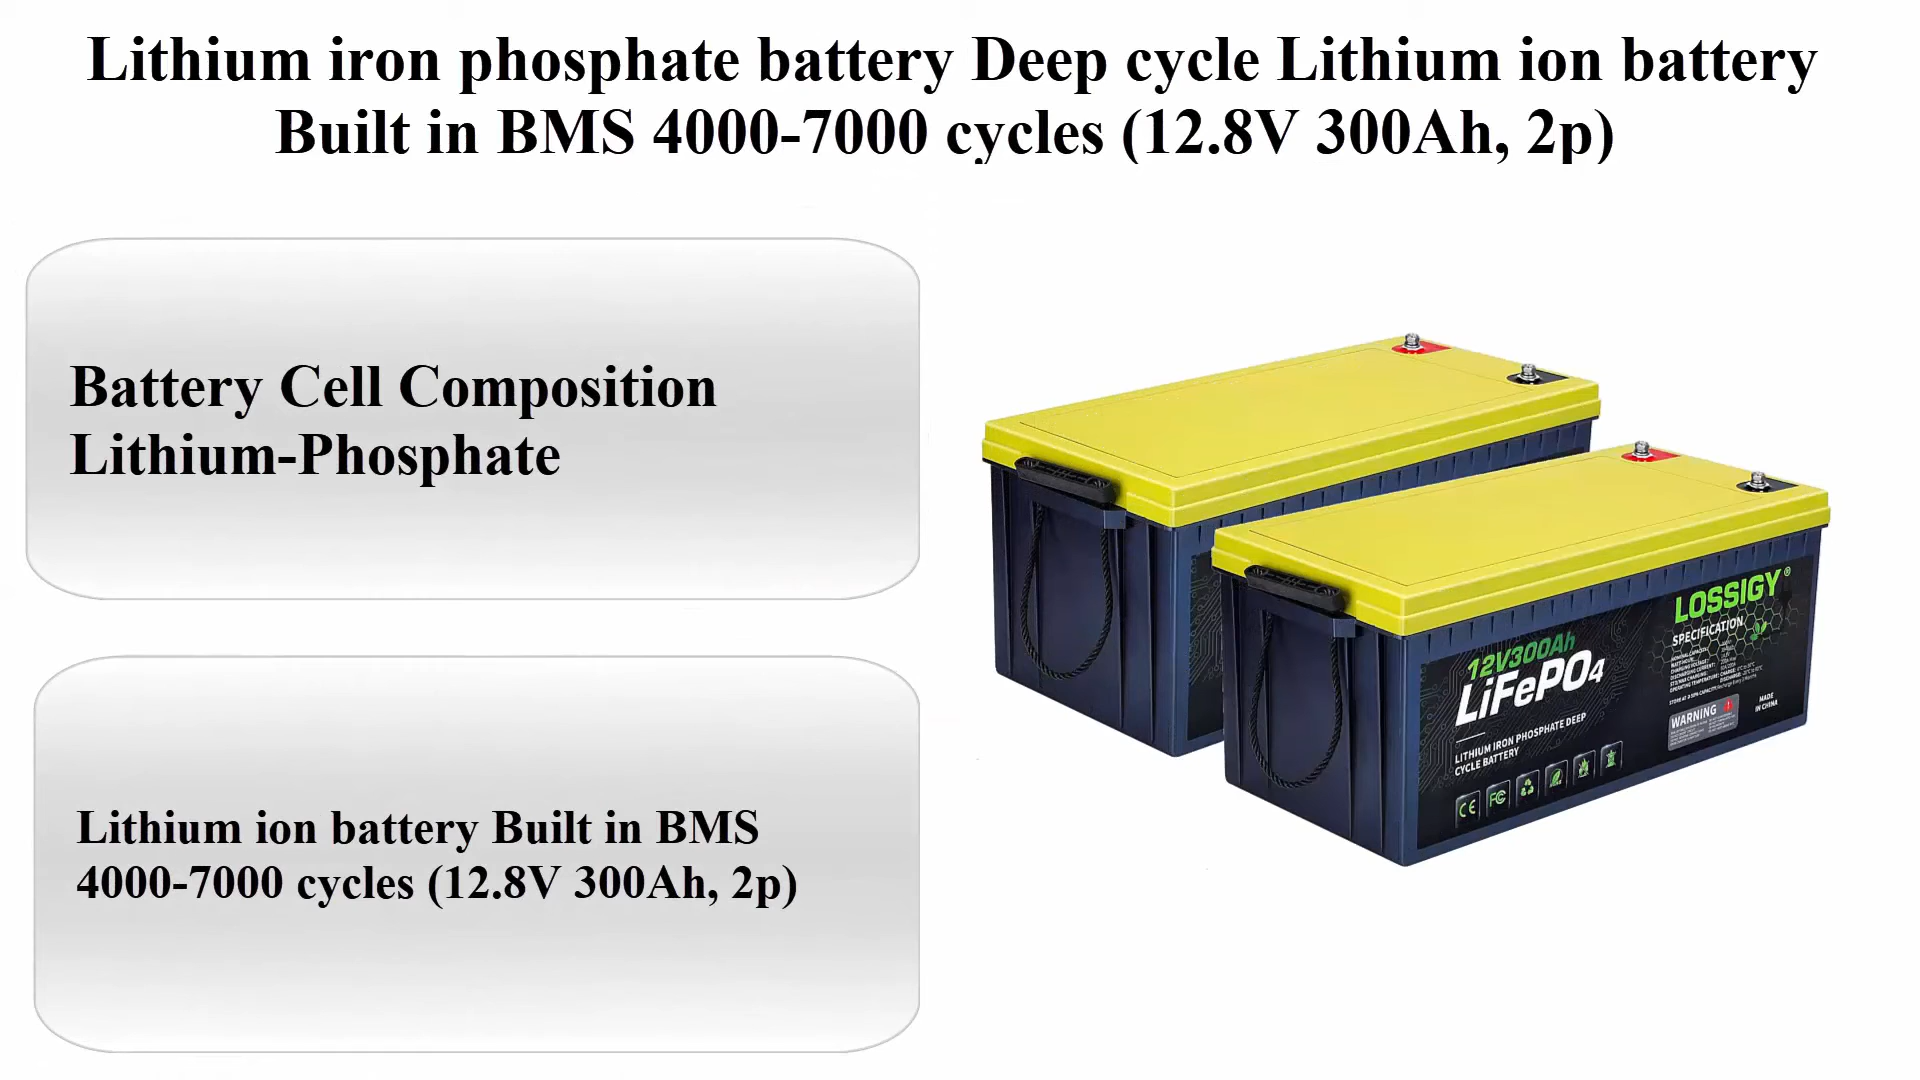 Lithium iron phosphate battery Deep cycle Lithium ion battery
Built in BMS 4000-7000 cycles (12.8V 300Ah, 2p)
Battery Cell Composition
Lithium-Phosphate
Lithium ion battery Built in BMS
4000-7000 cycles (12.8V 300Ah, 2p)
12V300Ah
LiFePO4
LITHIUM IRON PHOSPHATE DEEP
CYCLE BATTERY
CE FC
LOSSIGY®
SPECIFICATION
WARNING
MADE
IN CHINA